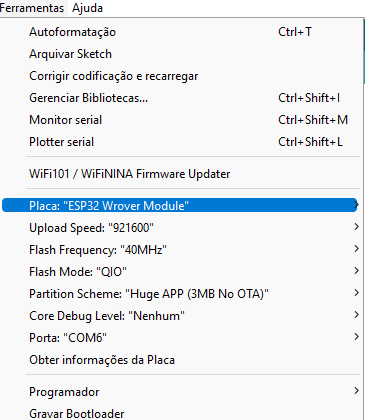 Ferramentas Ajuda
Autoformatação Ctrl+T
Arquivar Sketch
Corrigir codificação e recarregar
Gerenciar Bibliotecas... Ctrl+Shift+I
Monitor serial Ctrl+Shift+M
Plotter serial Ctrl+Shift+L
WiFi101 / WiFiNINA Firmware Updater
Placa: "ESP32 Wrover Module"
Upload Speed: "921600"
Flash Frequency: "40MHz"
Flash Mode: "QIO"
Partition Scheme: "Huge APP (3MB No OTA)"
Core Debug Level: "Nenhum"
Porta: "COM6"
Obter informações da Placa
Programador
Gravar Bootloader